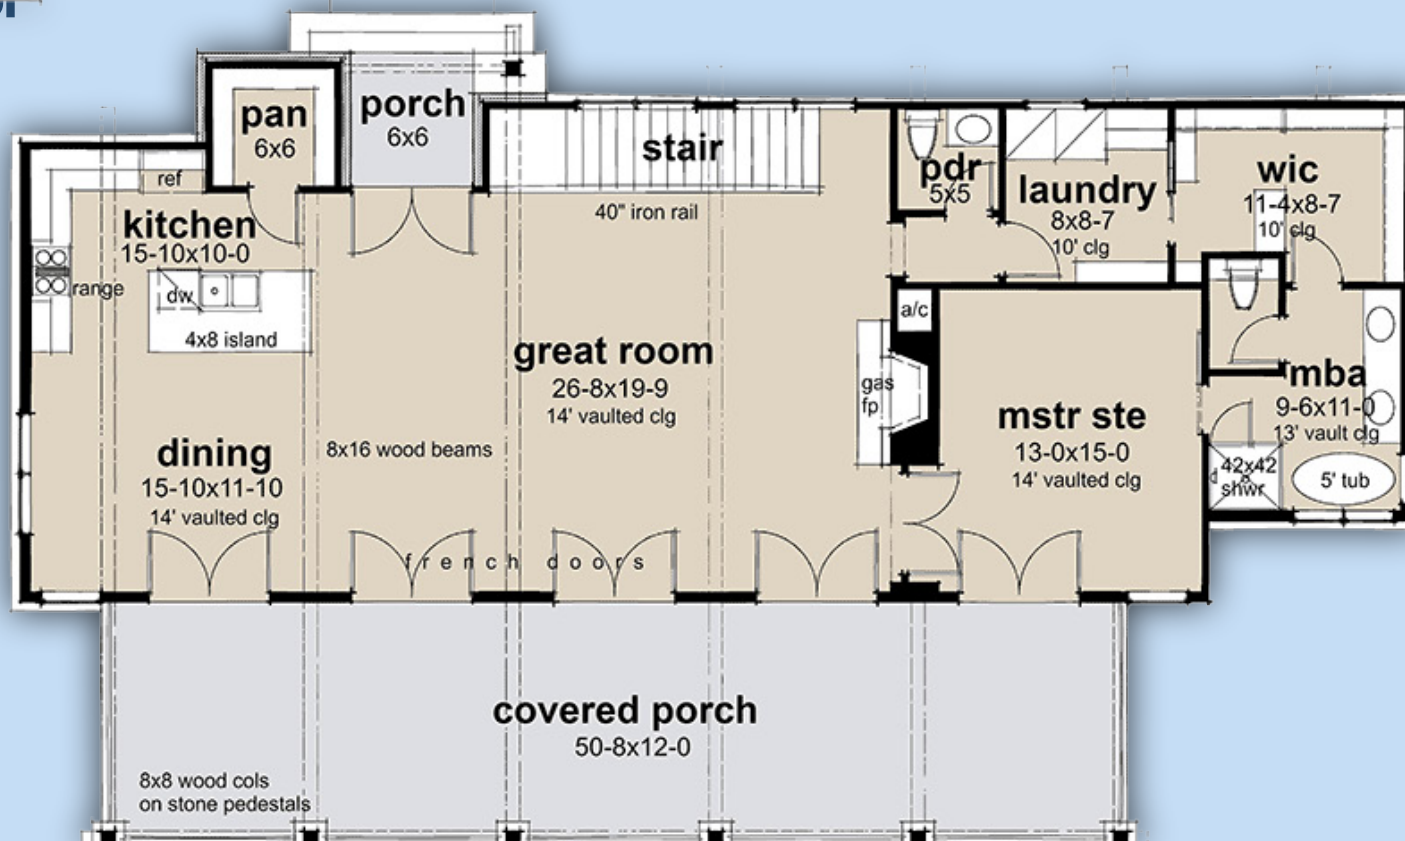 pan
6x6
porch
6x6
stair
40" iron rail
pdr
5x5
laundry
8x8-7
10' clg
wic
11-4x8-7
10' clg
ref
kitchen
15-10x10-0
range
dw
4x8 island
great room
26-8x19-9
14' vaulted clg
a/c
gas
fp
mstr ste
13-0x15-0
14' vaulted clg
mba
9-6x11-0
13' vault clg
42x42
shwr
5' tub
dining
15-10x11-10
14' vaulted clg
8x16 wood beams
french doors
covered porch
50-8x12-0
8x8 wood cols
on stone pedestals